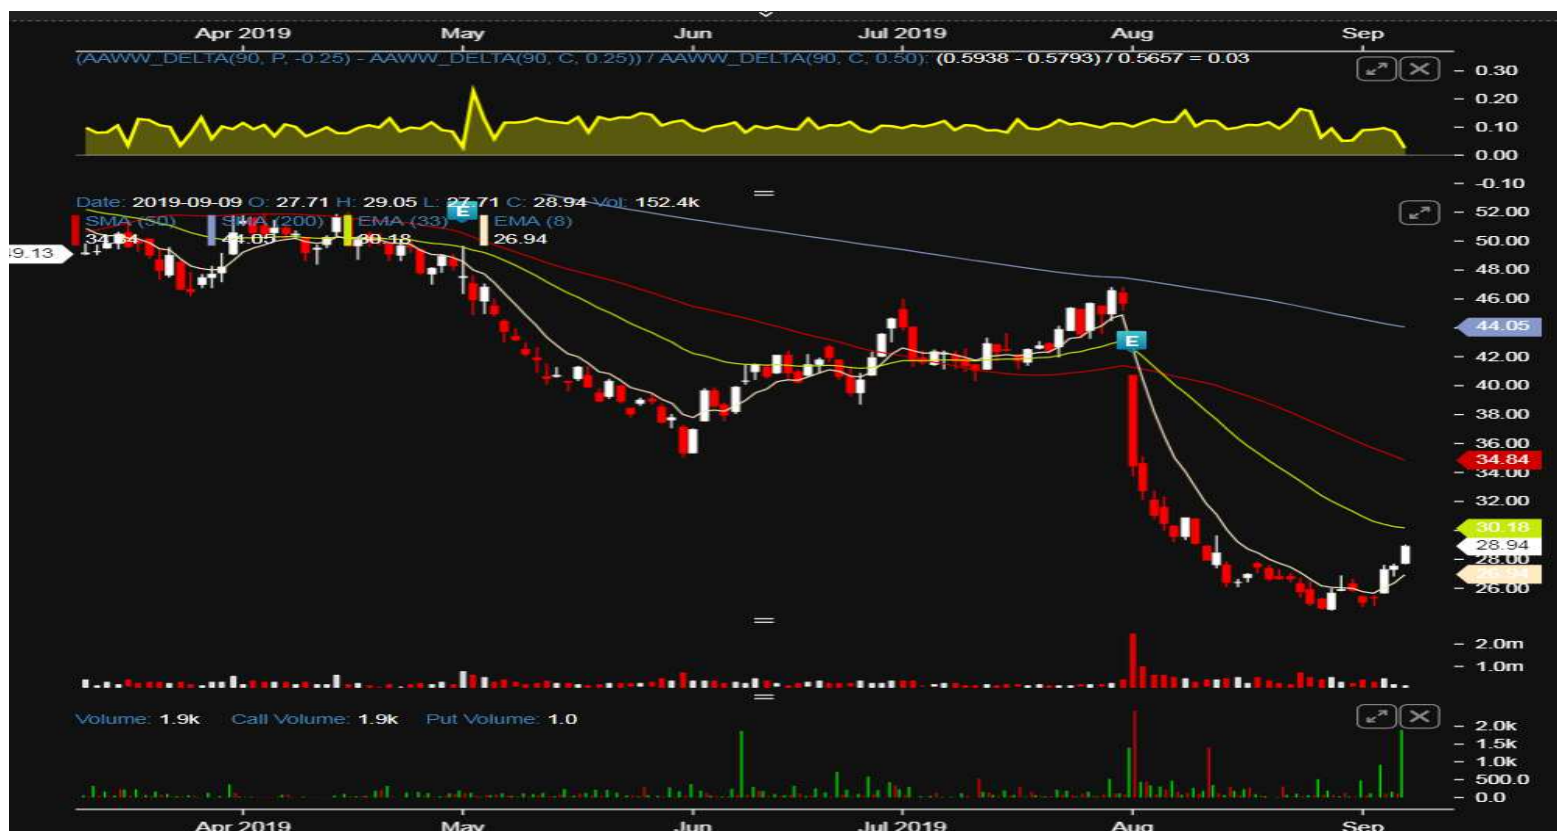 Apr 2019 May Jun Jul 2019 Aug Sep
(AAWW_DELTA(90, P, -0.25) - AAWW_DELTA(90, C, 0.25)) / AAWW_DELTA(90, C, 0.50): (0.5938 - 0.5793) / 0.5657 = 0.03
0.30
0.20
0.10
0.00
-0.10
Date: 2019-09-09 O: 27.71 H: 29.05 L: 27.71 C: 28.94 Vol: 152.4k
SMA (50) SMA (200) EMA (33) EMA (8)
34.84 44.05 30.18 26.94
E
E
9.13
52.00
50.00
48.00
46.00
44.05
42.00
40.00
38.00
36.00
34.84
34.00
32.00
30.18
28.94
28.00
26.94
26.00
2.0m
1.0m
Volume: 1.9k Call Volume: 1.9k Put Volume: 1.0
2.0k
1.5k
1.0k
500.0
0.0
Apr 2019 May Jun Jul 2019 Aug Sep